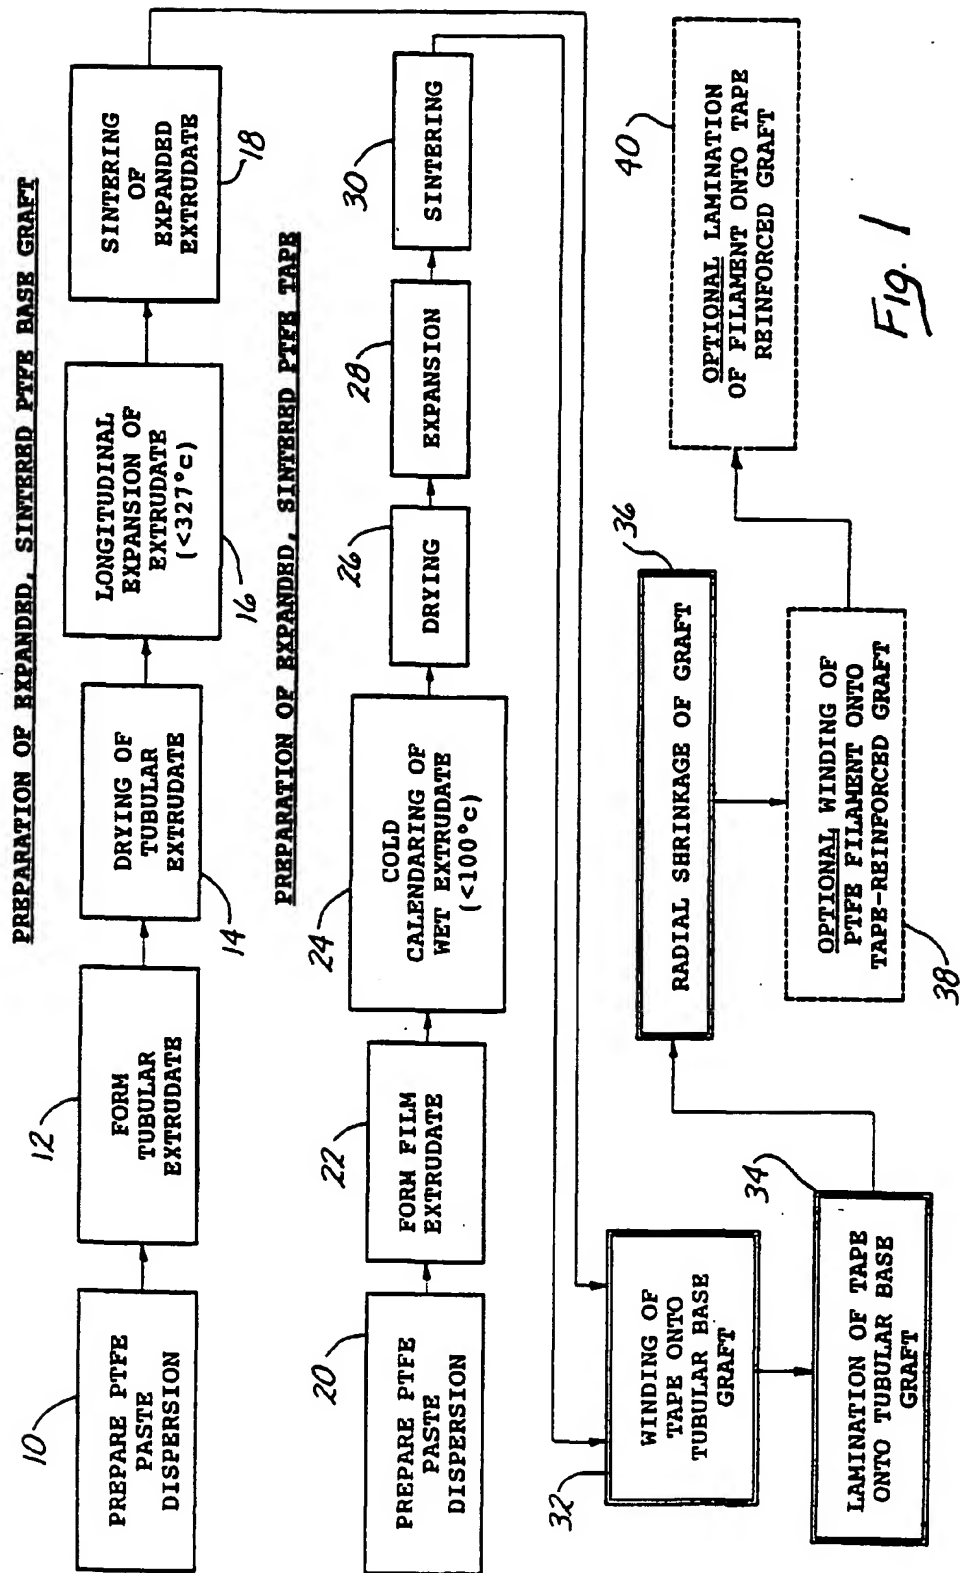 PREPARATION OF EXPANDED, SINTERED PTFE BASE GRAFT
10
PREPARE PTFE
PASTE
DISPERSION
12
FORM
TUBULAR
EXTRUDATE
14
DRYING OF
TUBULAR
EXTRUDATE
16
LONGITUDINAL
EXPANSION OF
EXTRUDATE
(<327°c)
18
SINTERING
OF
EXPANDED
EXTRUDATE
PREPARATION OF EXPANDED, SINTERED PTFE TAPE
20
PREPARE PTFE
PASTE
DISPERSION
22
FORM FILM
EXTRUDATE
24
COLD
CALENDARING OF
WET EXTRUDATE
(<100°c)
26
DRYING
28
EXPANSION
30
SINTERING
32
WINDING OF
TAPE ONTO
TUBULAR BASE
GRAFT
34
LAMINATION OF TAPE
ONTO TUBULAR BASE
GRAFT
36
RADIAL SHRINKAGE OF GRAFT
38
OPTIONAL WINDING OF
PTFE FILAMENT ONTO
TAPE-REINFORCED GRAFT
40
OPTIONAL LAMINATION
OF FILAMENT ONTO TAPE
REINFORCED GRAFT
Fig. 1